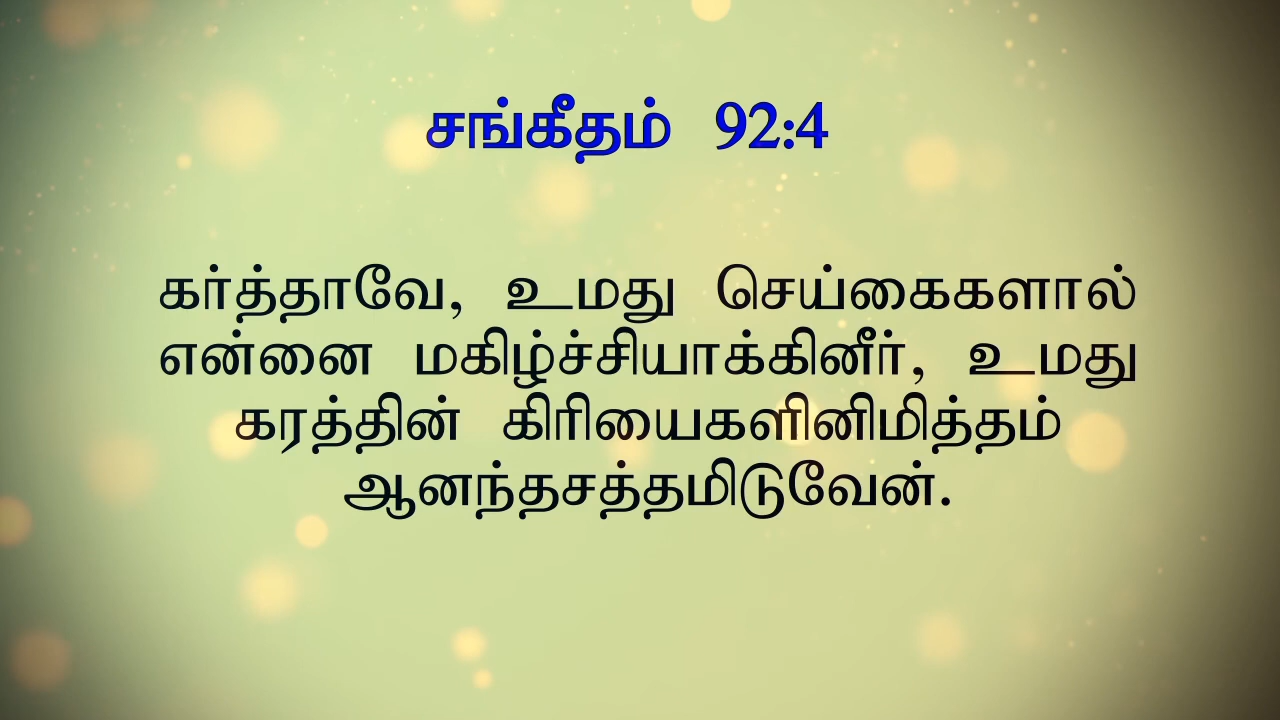 சங்கீதம் 92:4
கர்த்தாவே, உமது செய்கைகளால்
என்னை மகிழ்ச்சியாக்கினீர், உமது
கரத்தின் கிரியைகளினிமித்தம்
ஆனந்தசத்தமிடுவேன்.